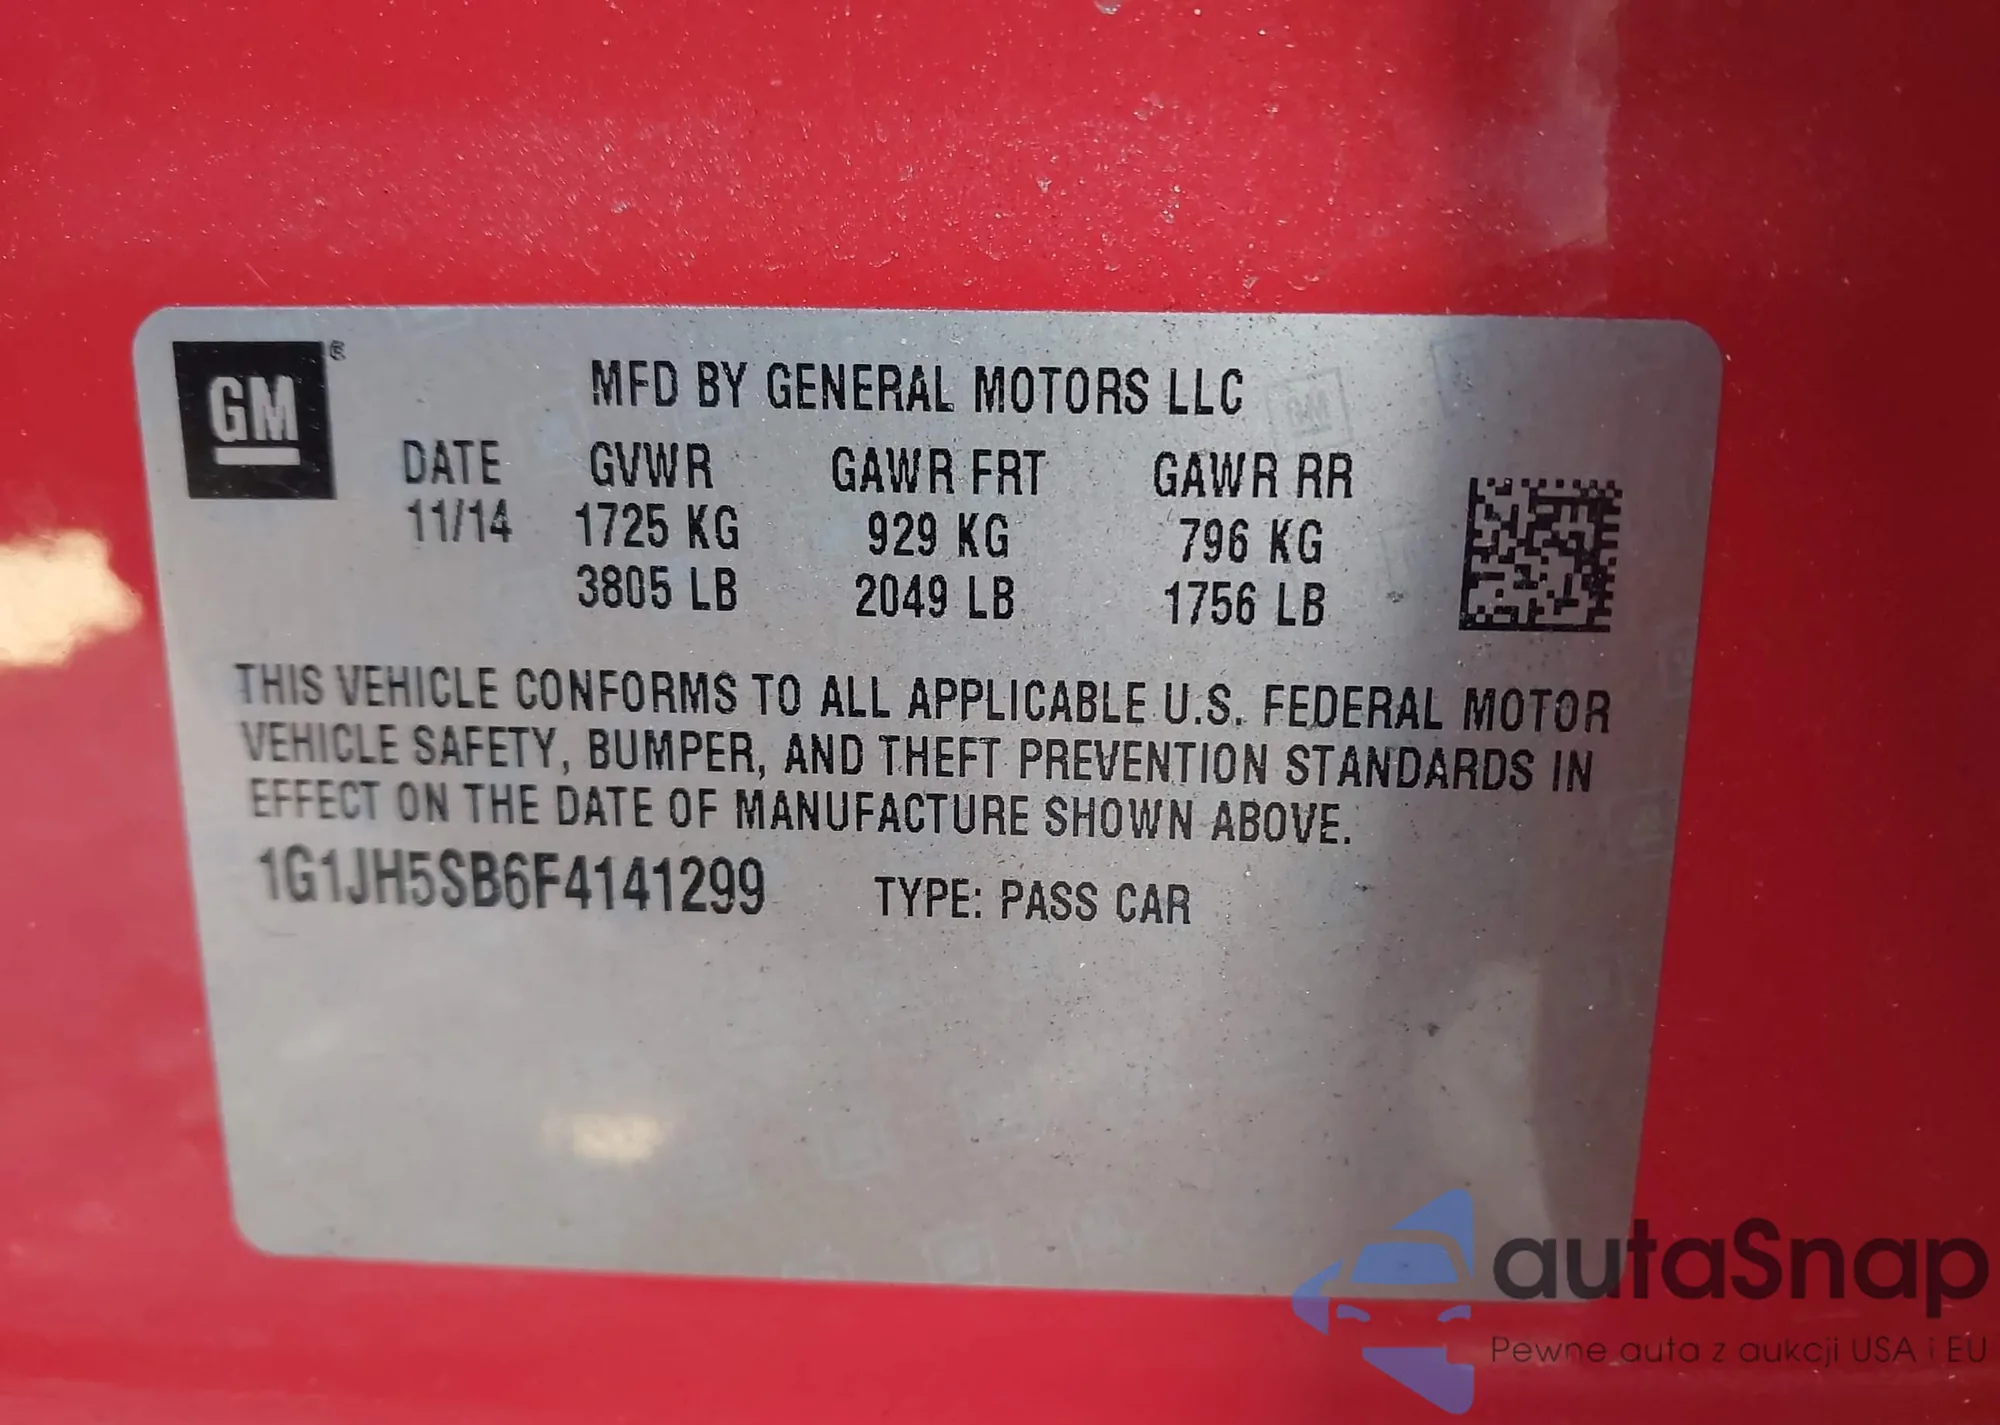 GM®
MFD BY GENERAL MOTORS LLC
DATE GVWR GAWR FRT GAWR RR
11/14 1725 KG 929 KG 796 KG
3805 LB 2049 LB 1756 LB
THIS VEHICLE CONFORMS TO ALL APPLICABLE U.S. FEDERAL MOTOR
VEHICLE SAFETY, BUMPER, AND THEFT PREVENTION STANDARDS IN
EFFECT ON THE DATE OF MANUFACTURE SHOWN ABOVE.
1G1JH5SB6F4141299 TYPE: PASS CAR
autaSnap
Pewne auta z aukcji USA i EU